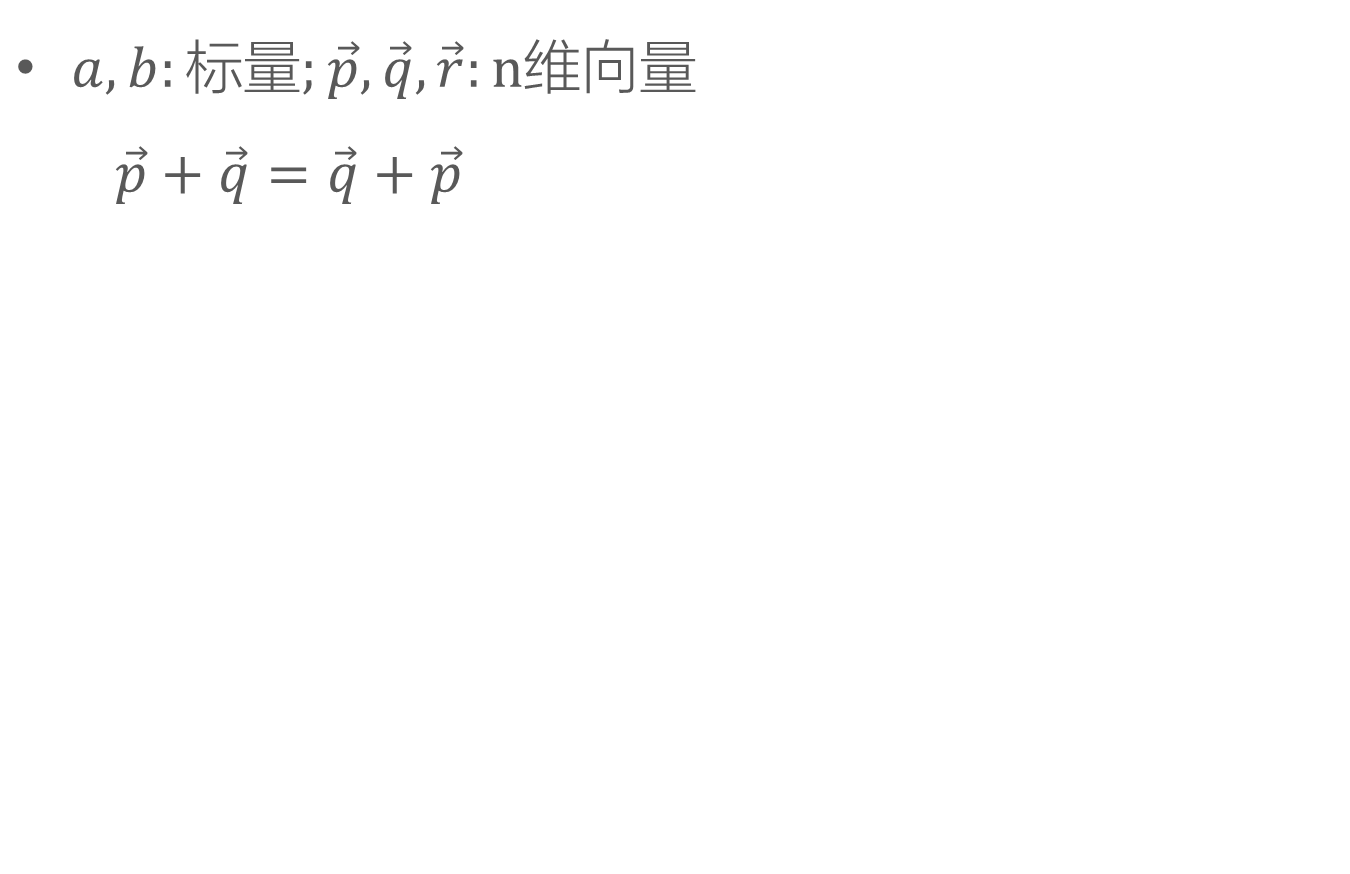 • a, b: 标量; p⃗, q⃗, r⃗: n维向量
p⃗ + q⃗ = q⃗ + p⃗